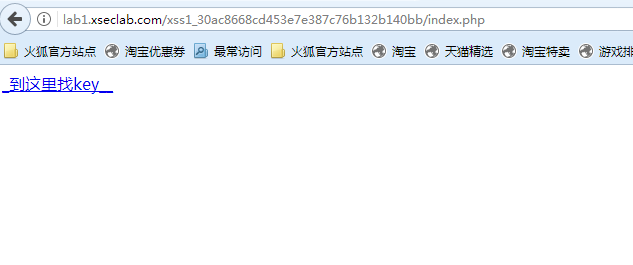 lab1.xseclab.com/xss1_30ac8668cd453e7e387c76b132b140bb/index.php
火狐官方站点 淘宝优惠券 最常访问 火狐官方站点 淘宝 天猫精选 淘宝特卖 游戏排
_到这里找key__